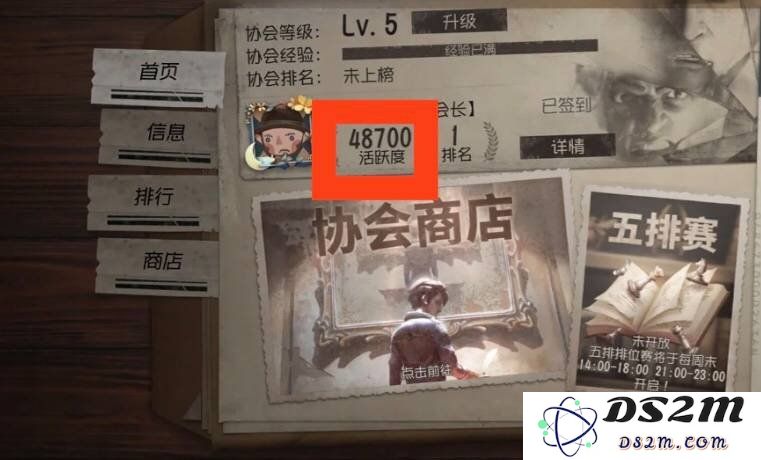 协会等级： Lv. 5 升级
协会经验： 经验已满
协会排名： 未上榜
首页
信息
排行
商店
会长】 已签到
48700 1
活跃度 排名 详情
协会商店
点击前往
五排赛
未开放
五排排位赛将于每周末
14:00-18:00 21:00-23:00
开启！
DS2M
DS2M.COM